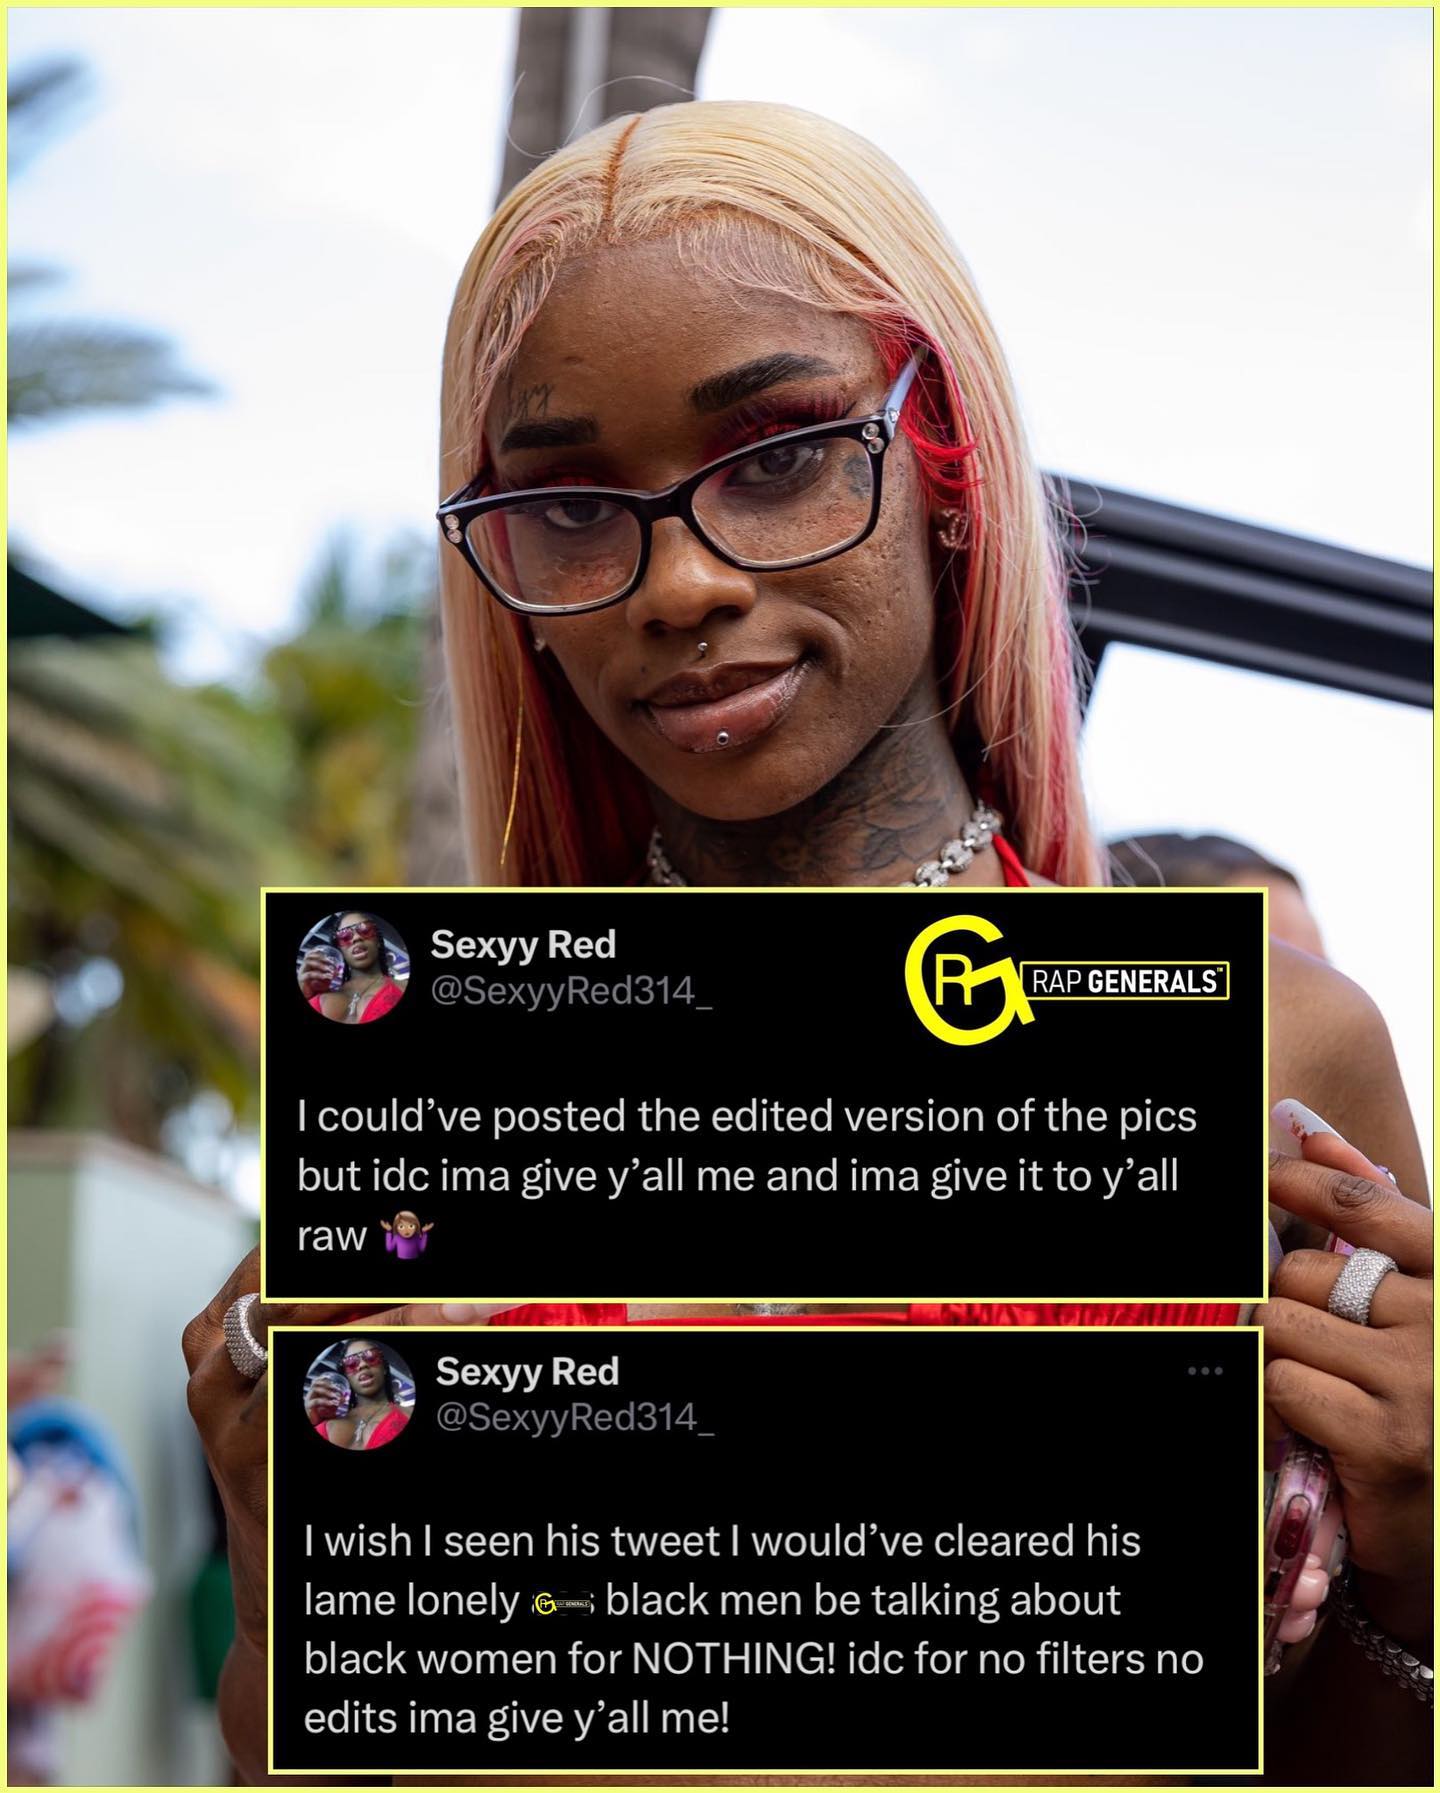 Sexyy Red
@SexyyRed314_
RG RAP GENERALS™
I could’ve posted the edited version of the pics
but idc ima give y’all me and ima give it to y’all
raw 🤷🏽‍♀️
Sexyy Red
@SexyyRed314_
I wish I seen his tweet I would’ve cleared his
lame lonely RG RAP GENERALS black men be talking about
black women for NOTHING! idc for no filters no
edits ima give y’all me!